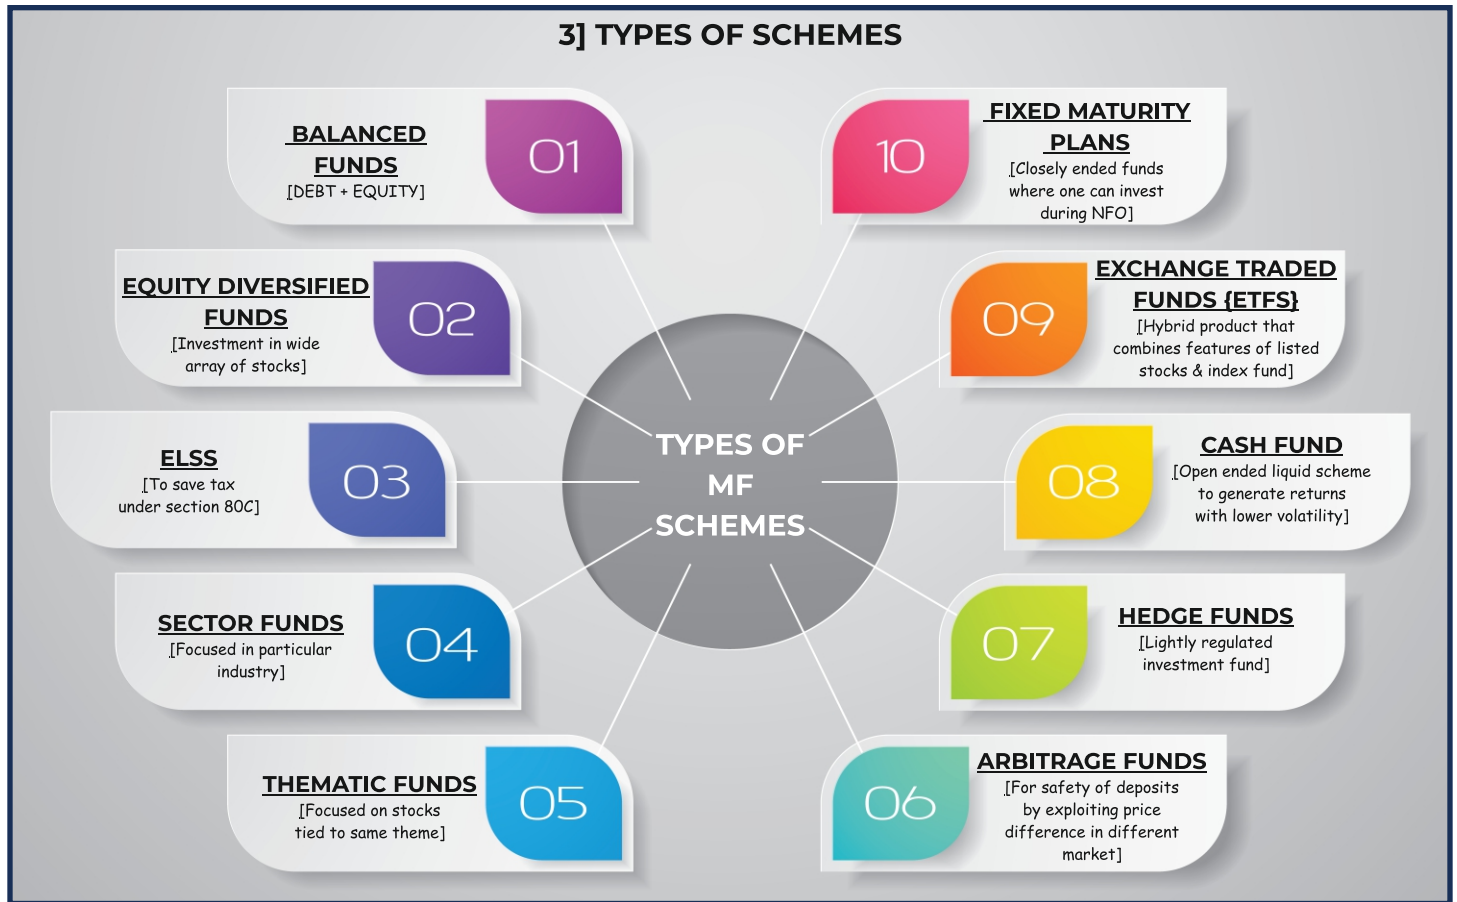 3] TYPES OF SCHEMES
BALANCED
FUNDS
[DEBT + EQUITY]
01
EQUITY DIVERSIFIED
FUNDS
[Investment in wide
array of stocks]
02
ELSS
[To save tax
under section 80C]
03
SECTOR FUNDS
[Focused in particular
industry]
04
THEMATIC FUNDS
[Focused on stocks
tied to same theme]
05
TYPES OF
MF
SCHEMES
10
FIXED MATURITY
PLANS
[Closely ended funds
where one can invest
during NFO]
09
EXCHANGE TRADED
FUNDS {ETFS}
[Hybrid product that
combines features of listed
stocks & index fund]
08
CASH FUND
[Open ended liquid scheme
to generate returns
with lower volatility]
07
HEDGE FUNDS
[Lightly regulated
investment fund]
06
ARBITRAGE FUNDS
[For safety of deposits
by exploiting price
difference in different
market]